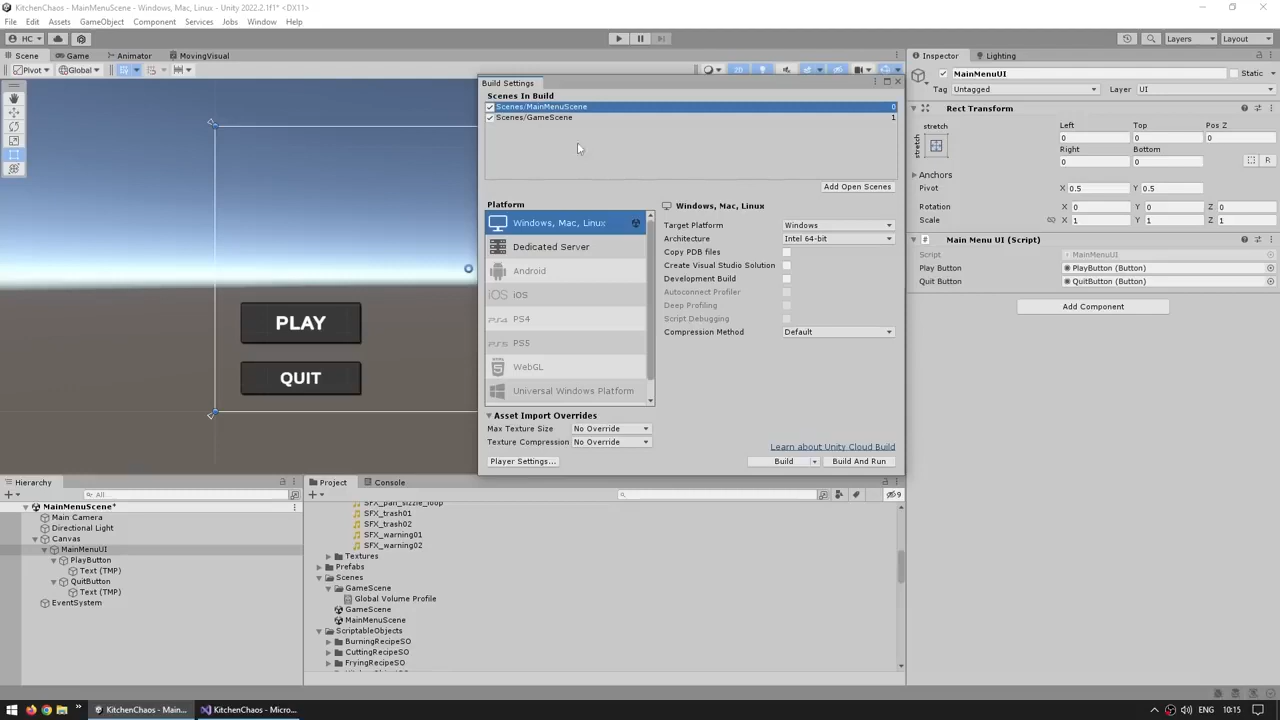 KitchenChaos - MainMenuScene - Windows, Mac, Linux - Unity 2022.2.1f1* <DX11>
File Edit Assets GameObject Component Services Jobs Window Help
HC
Layers Layout
Scene Game Animator MovingVisual
Pivot Global 2D
Build Settings
Scenes In Build
Scenes/MainMenuScene 0
Scenes/GameScene 1
Add Open Scenes
Platform
Windows, Mac, Linux
Dedicated Server
Android
iOS iOS
PS4 PS4
PS5 PS5
WebGL
Universal Windows Platform
Windows, Mac, Linux
Target Platform Windows
Architecture Intel 64-bit
Copy PDB files
Create Visual Studio Solution
Development Build
Autoconnect Profiler
Deep Profiling
Script Debugging
Compression Method Default
Asset Import Overrides
Max Texture Size No Override
Texture Compression No Override
Learn about Unity Cloud Build
Player Settings... Build Build And Run
PLAY
QUIT
Inspector Lighting
MainMenuUI Static
Tag Untagged Layer UI
Rect Transform
stretch Left Top Pos Z
stretch 0 0 0
Right Bottom
0 0 R
Anchors
Pivot X 0.5 Y 0.5
Rotation X 0 Y 0 Z 0
Scale X 1 Y 1 Z 1
# Main Menu UI (Script)
Script MainMenuUI
Play Button PlayButton (Button)
Quit Button QuitButton (Button)
Add Component
Hierarchy
All
MainMenuScene*
Main Camera
Directional Light
Canvas
MainMenuUI
PlayButton
Text (TMP)
QuitButton
Text (TMP)
EventSystem
Project Console
9
SFX_pan_sizzle_loop
SFX_trash01
SFX_trash02
SFX_warning01
SFX_warning02
Textures
Prefabs
Scenes
GameScene
Global Volume Profile
GameScene
MainMenuScene
ScriptableObjects
BurningRecipeSO
CuttingRecipeSO
FryingRecipeSO
KitchenChaos - Main... KitchenChaos - Micro...
ENG 10:15